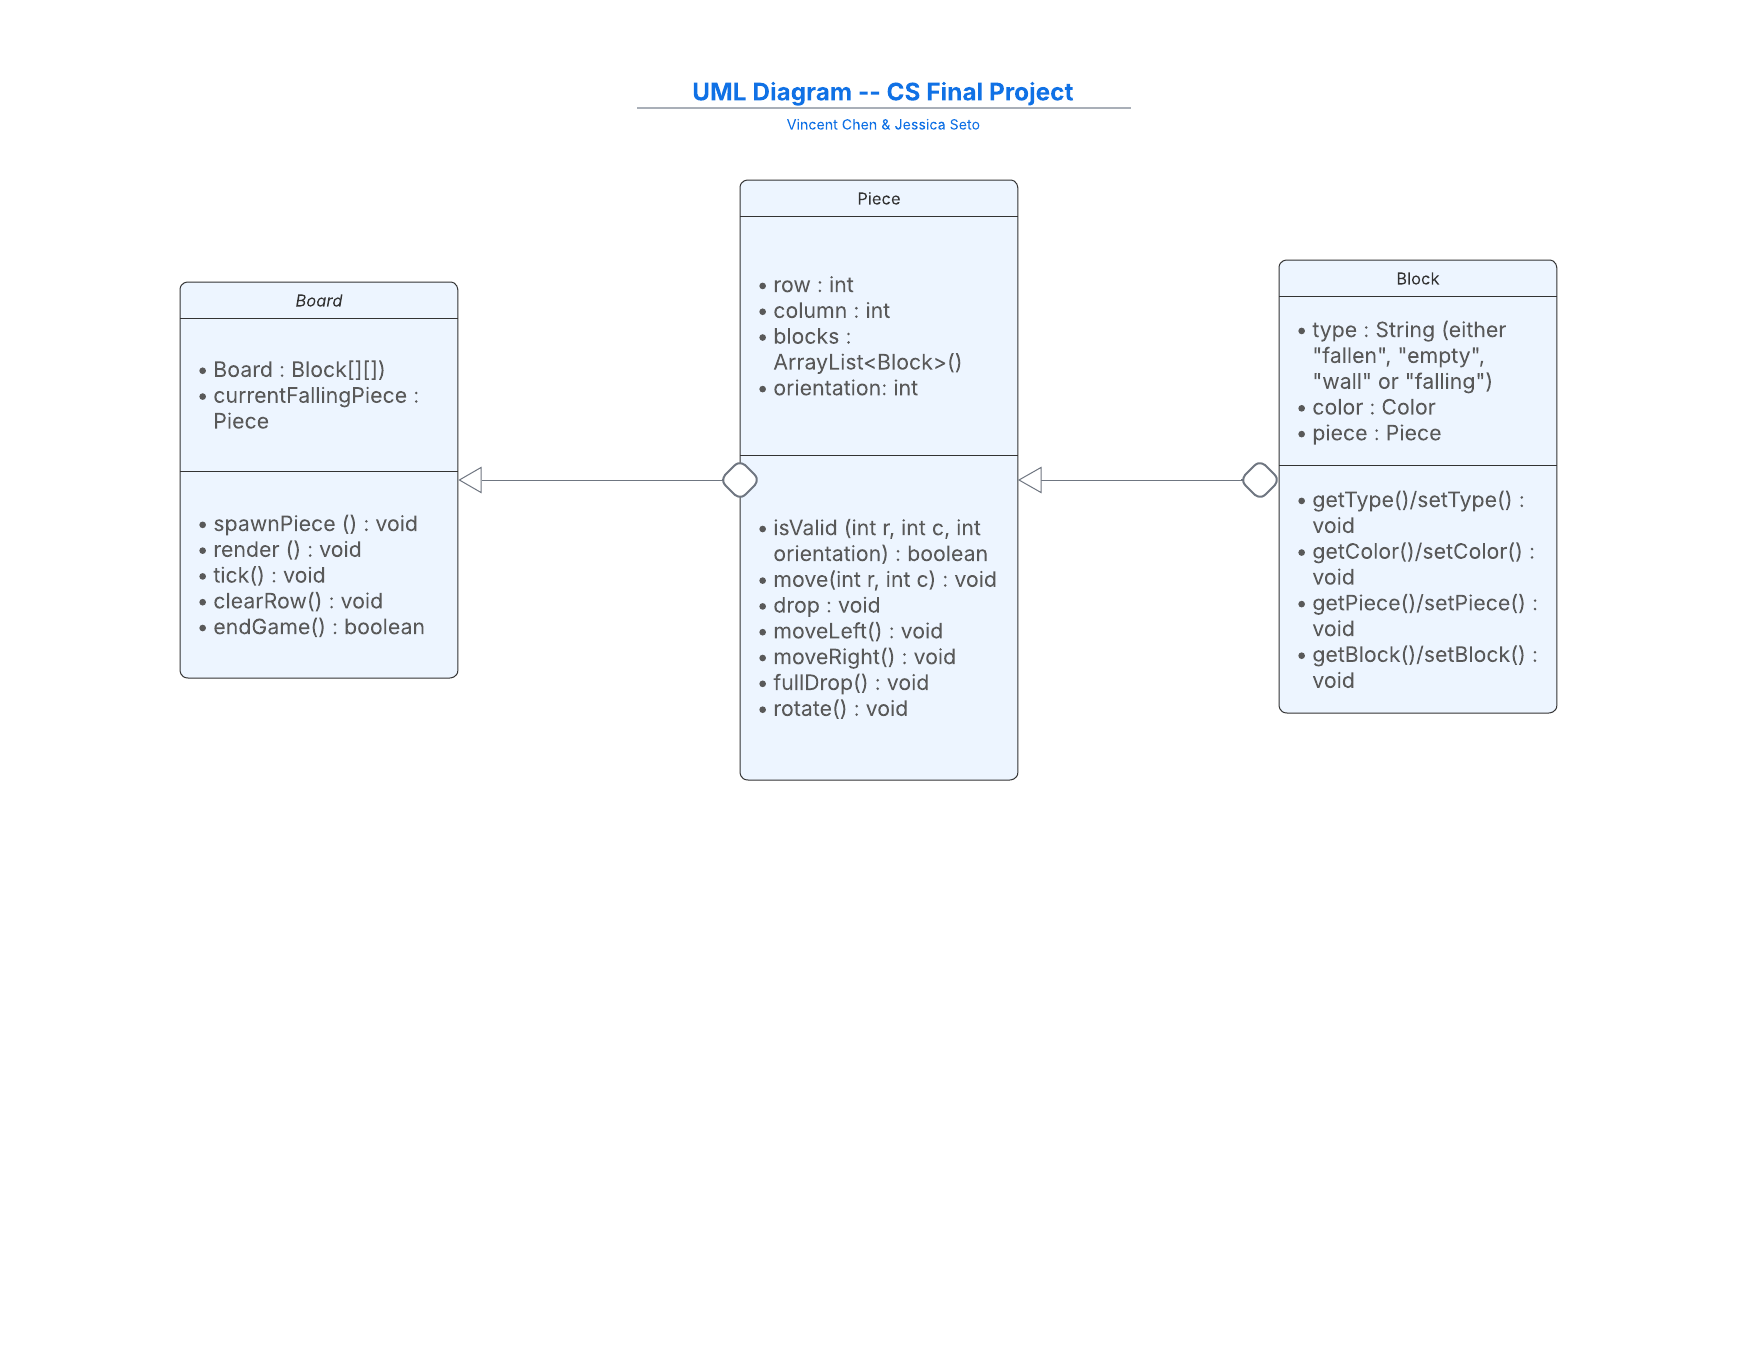 UML Diagram -- CS Final Project
Vincent Chen & Jessica Seto
Board
• Board : Block[][])
• currentFallingPiece :
Piece
• spawnPiece () : void
• render () : void
• tick() : void
• clearRow() : void
• endGame() : boolean
Piece
• row : int
• column : int
• blocks :
ArrayList<Block>()
• orientation: int
• isValid (int r, int c, int
orientation) : boolean
• move(int r, int c) : void
• drop : void
• moveLeft() : void
• moveRight() : void
• fullDrop() : void
• rotate() : void
Block
• type : String (either
"fallen", "empty",
"wall" or "falling")
• color : Color
• piece : Piece
• getType()/setType() :
void
• getColor()/setColor() :
void
• getPiece()/setPiece() :
void
• getBlock()/setBlock() :
void